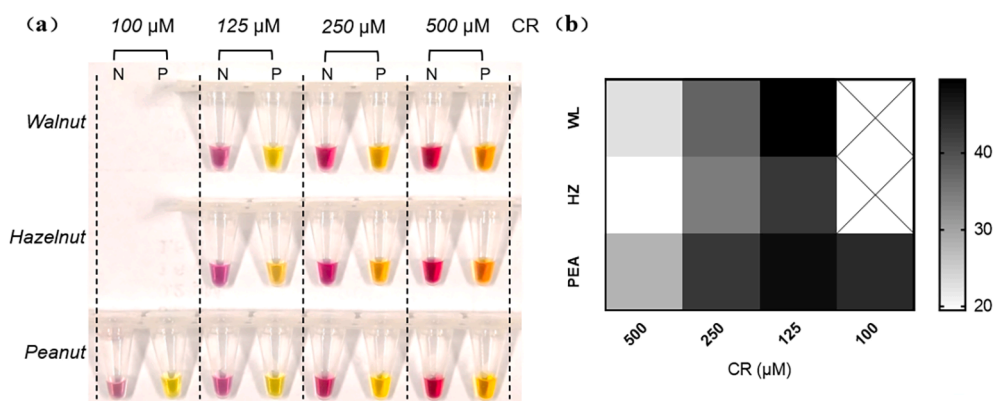 (a)
100 µM 125 µM 250 µM 500 µM CR
N P N P N P N P
Walnut
Hazelnut
Peanut
(b)
WL
HZ
PEA
500 250 125 100
CR (µM)
40
30
20